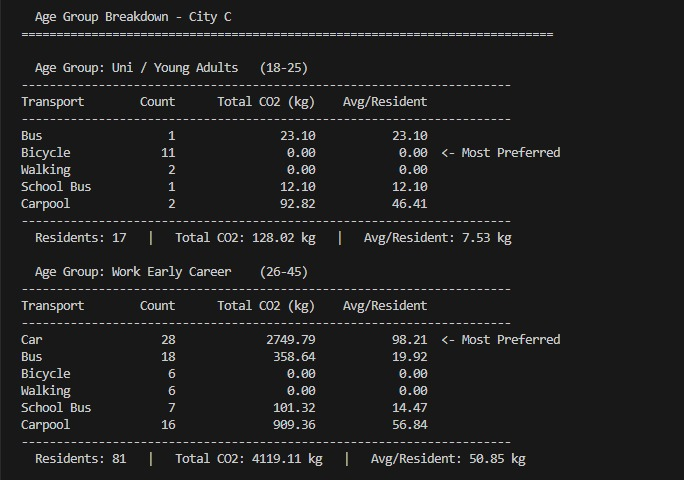 Age Group Breakdown - City C
============================================================================
Age Group: Uni / Young Adults   (18-25)
----------------------------------------------------------------------
Transport        Count      Total CO2 (kg)    Avg/Resident
----------------------------------------------------------------------
Bus                  1               23.10           23.10
Bicycle             11                0.00            0.00  <- Most Preferred
Walking              2                0.00            0.00
School Bus           1               12.10           12.10
Carpool              2               92.82           46.41
----------------------------------------------------------------------
Residents: 17   |   Total CO2: 128.02 kg   |   Avg/Resident: 7.53 kg
Age Group: Work Early Career    (26-45)
----------------------------------------------------------------------
Transport        Count      Total CO2 (kg)    Avg/Resident
----------------------------------------------------------------------
Car                 28             2749.79           98.21  <- Most Preferred
Bus                 18              358.64           19.92
Bicycle              6                0.00            0.00
Walking              6                0.00            0.00
School Bus           7              101.32           14.47
Carpool             16              909.36           56.84
----------------------------------------------------------------------
Residents: 81   |   Total CO2: 4119.11 kg   |   Avg/Resident: 50.85 kg